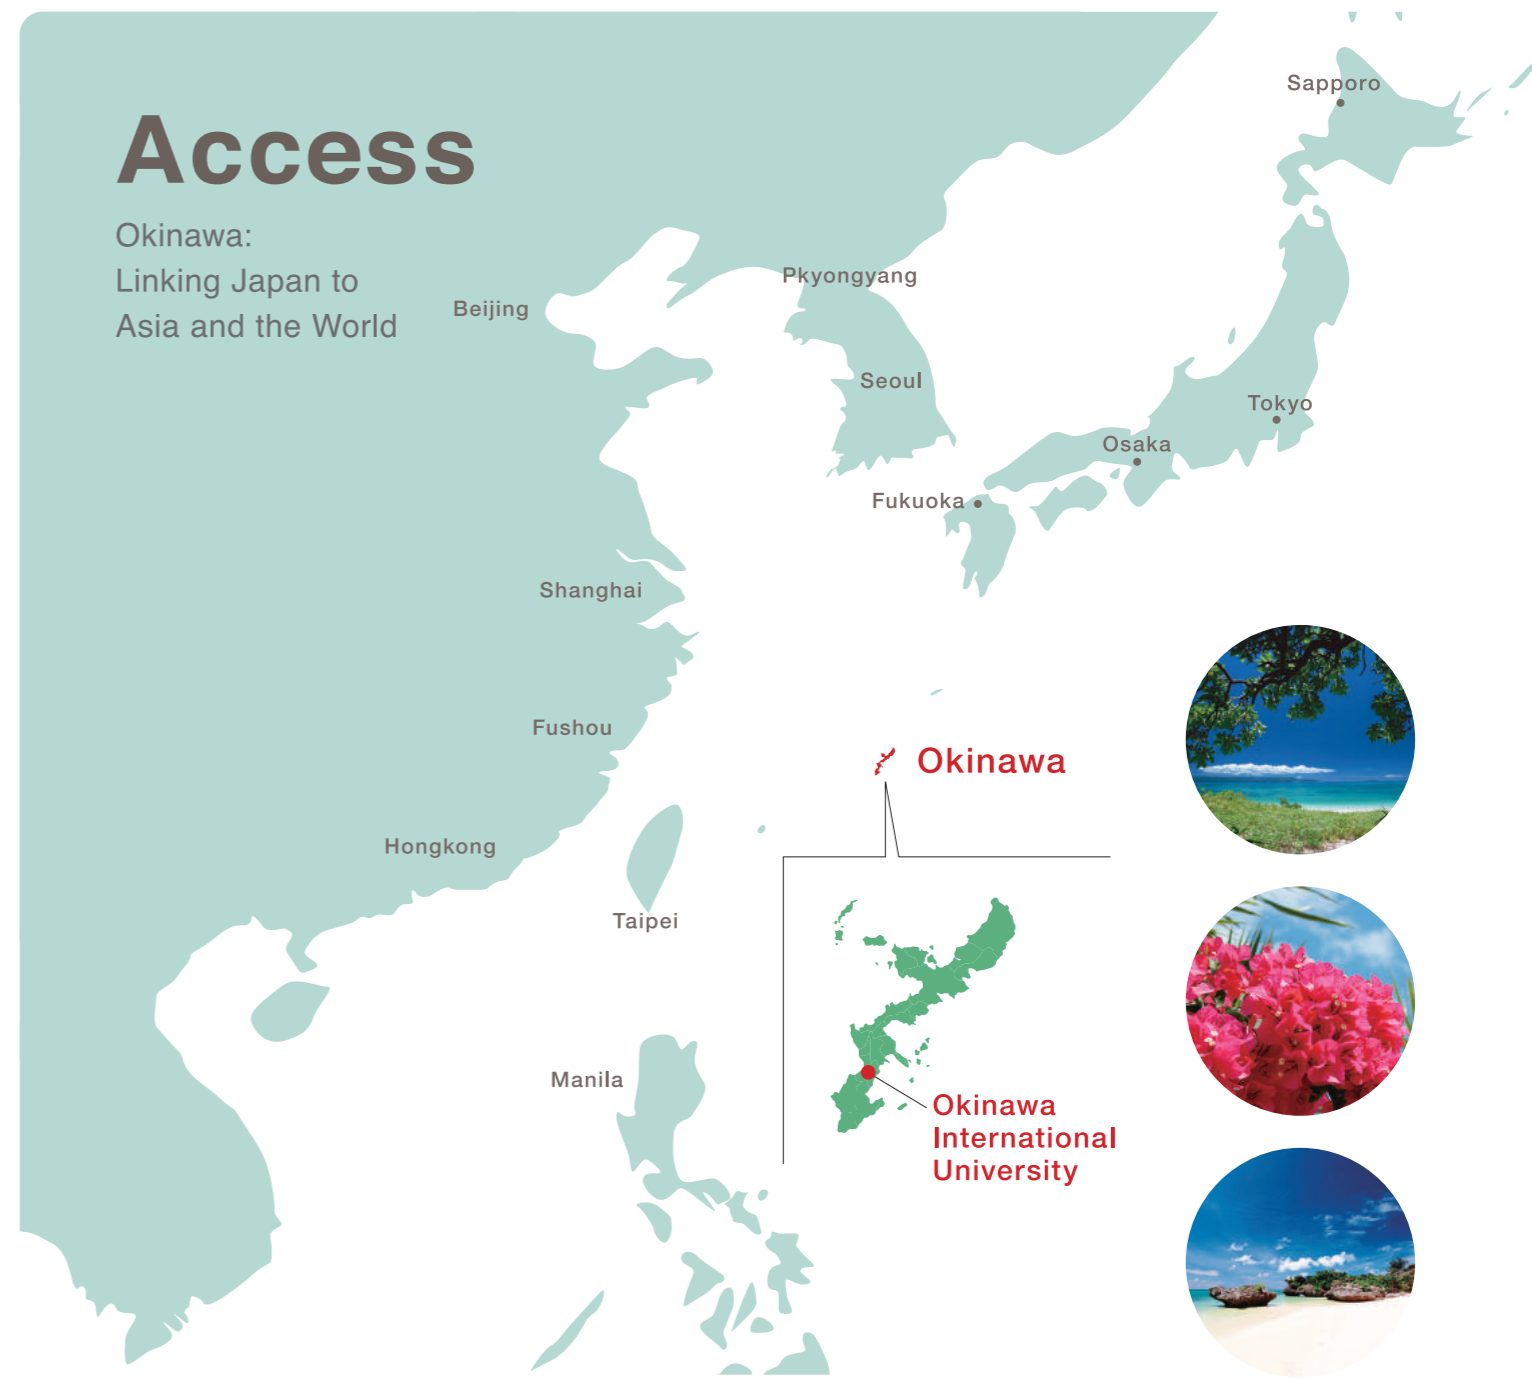 Access
Okinawa:
Linking Japan to
Asia and the World
Sapporo
Pkyongyang
Beijing
Seoul
Tokyo
Osaka
Fukuoka
Shanghai
Fushou
Okinawa
Hongkong
Taipei
Manila
Okinawa
International
University